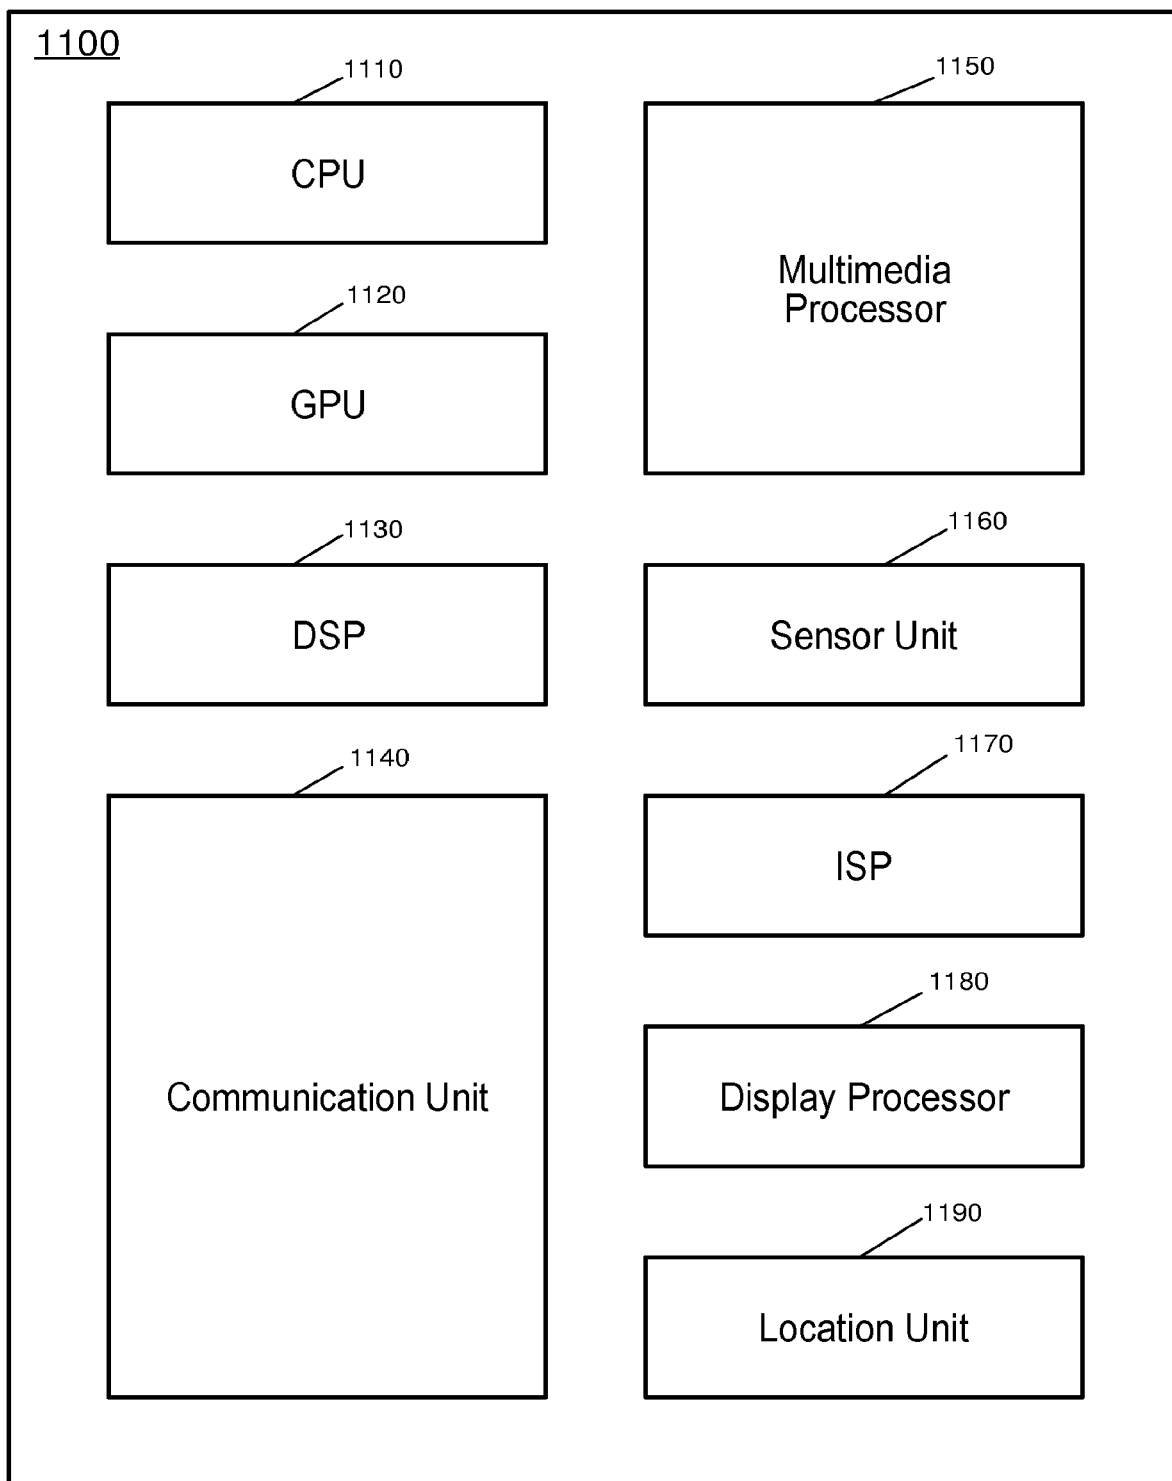 1100
1110
CPU
1120
GPU
1130
DSP
1140
Communication Unit
1150
Multimedia
Processor
1160
Sensor Unit
1170
ISP
1180
Display Processor
1190
Location Unit